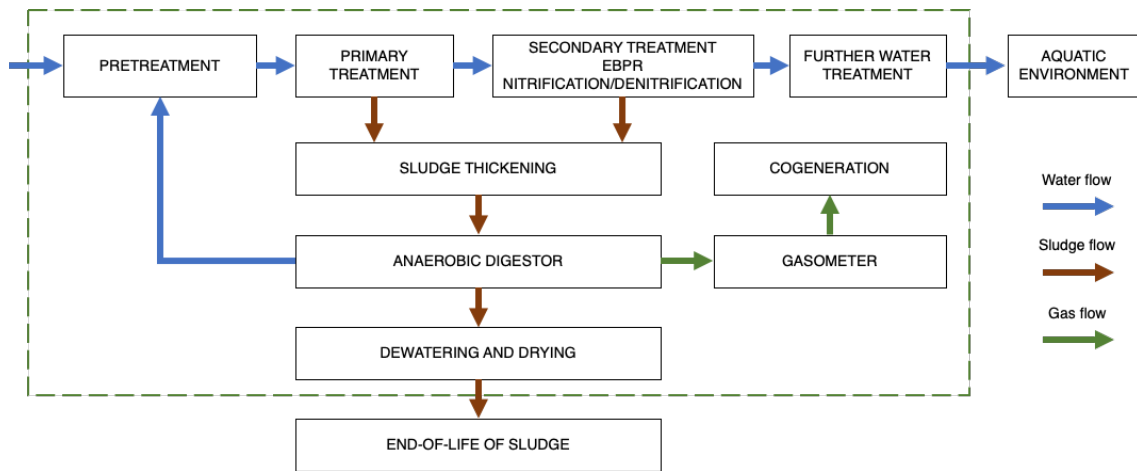 PRETREATMENT
PRIMARY
TREATMENT
SECONDARY TREATMENT
EBPR
NITRIFICATION/DENITRIFICATION
FURTHER WATER
TREATMENT
AQUATIC
ENVIRONMENT
SLUDGE THICKENING
COGENERATION
Water flow
ANAEROBIC DIGESTOR
GASOMETER
Sludge flow
DEWATERING AND DRYING
Gas flow
END-OF-LIFE OF SLUDGE